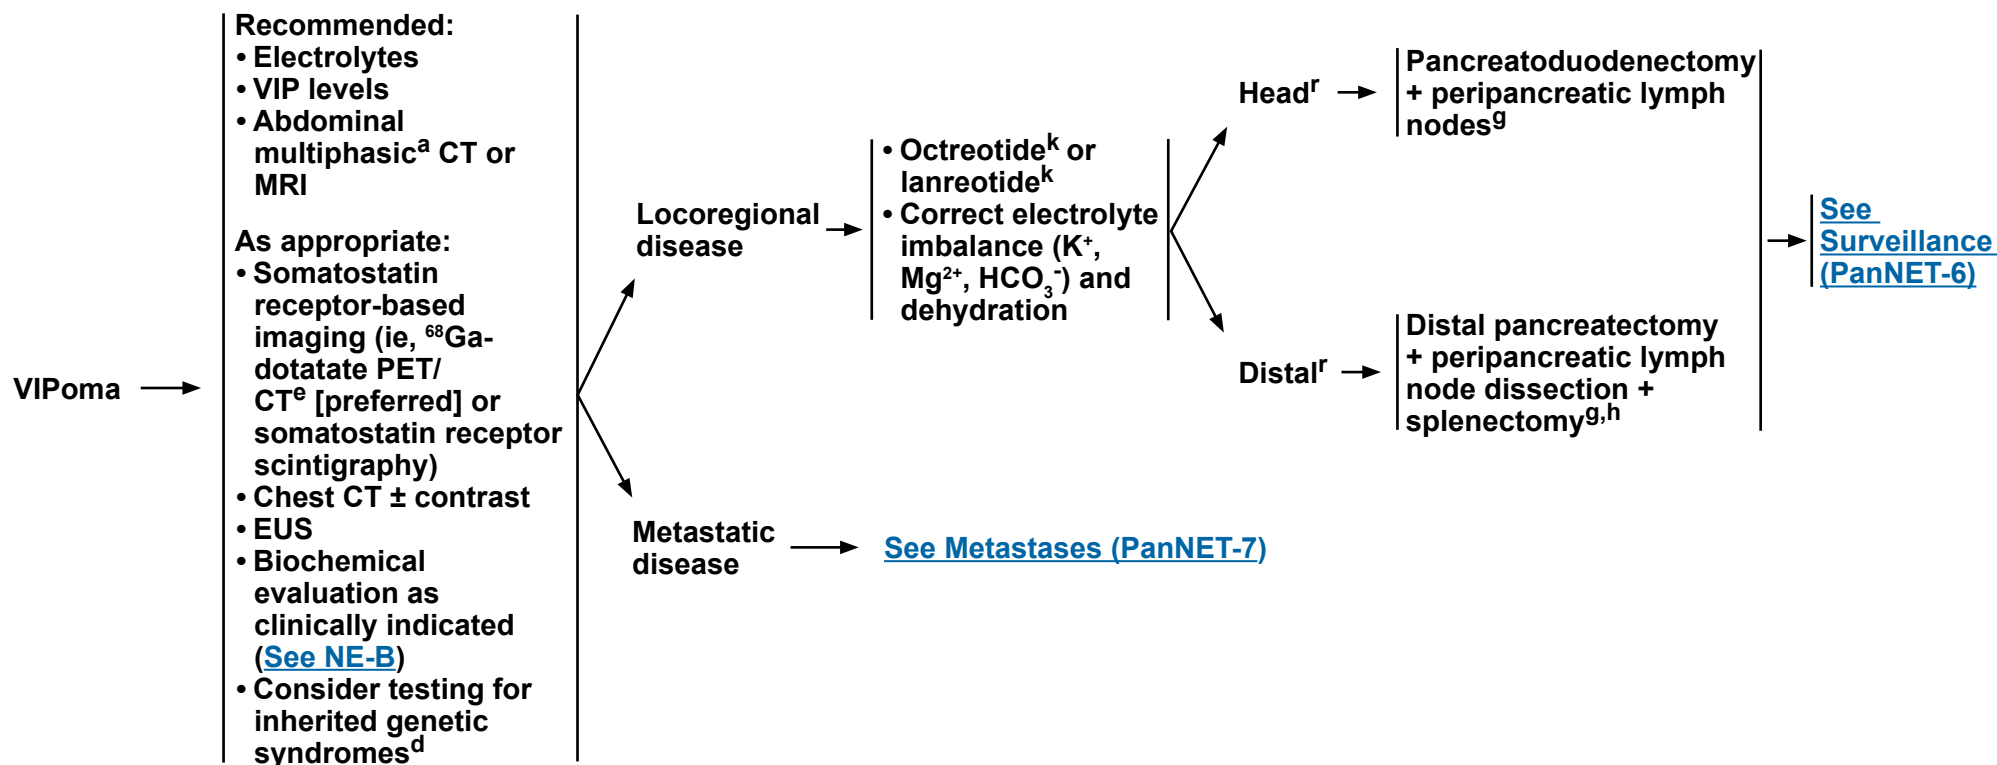 VIPoma
Recommended:
• Electrolytes
• VIP levels
• Abdominal
multiphasicᵃ CT or
MRI
As appropriate:
• Somatostatin
receptor-based
imaging (ie, ⁶⁸Ga-
dotatate PET/
CTᵉ [preferred] or
somatostatin receptor
scintigraphy)
• Chest CT ± contrast
• EUS
• Biochemical
evaluation as
clinically indicated
(See NE-B)
• Consider testing for
inherited genetic
syndromesᵈ
Locoregional
disease
• Octreotideᵏ or
lanreotideᵏ
• Correct electrolyte
imbalance (K⁺,
Mg²⁺, HCO₃⁻) and
dehydration
Headʳ
Pancreatoduodenectomy
+ peripancreatic lymph
nodesᵍ
Distalʳ
Distal pancreatectomy
+ peripancreatic lymph
node dissection +
splenectomyᵍ,ʰ
See
Surveillance
(PanNET-6)
Metastatic
disease
See Metastases (PanNET-7)